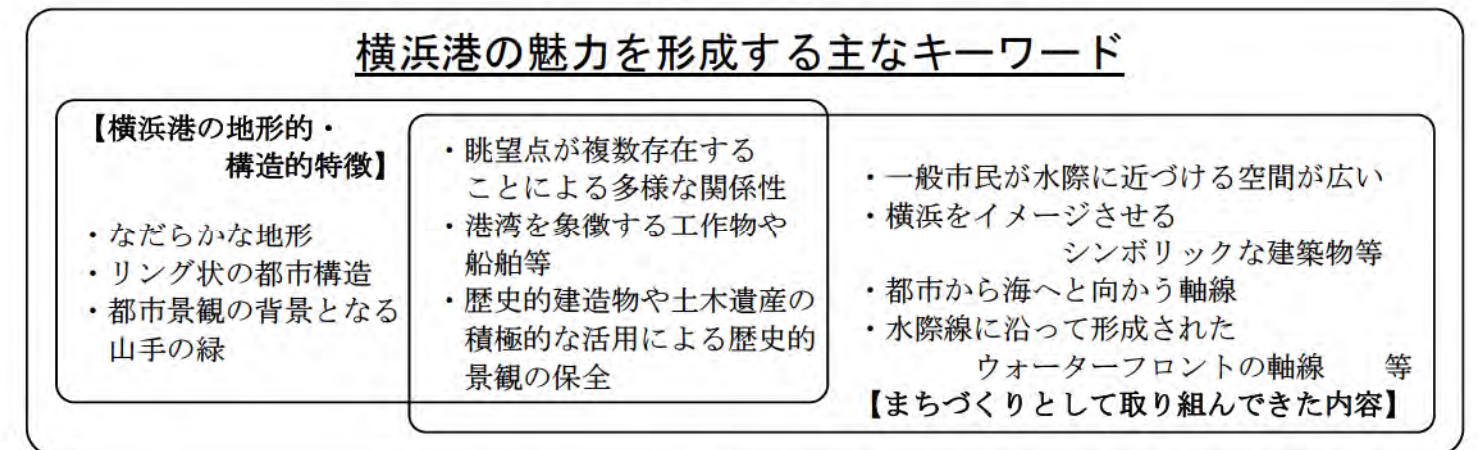 横浜港の魅力を形成する主なキーワード
【横浜港の地形的・
構造的特徴】
・なだらかな地形
・リング状の都市構造
・都市景観の背景となる
山手の緑
・眺望点が複数存在する
ことによる多様な関係性
・港湾を象徴する工作物や
船舶等
・歴史的建造物や土木遺産の
積極的な活用による歴史的
景観の保全
・一般市民が水際に近づける空間が広い
・横浜をイメージさせる
シンボリックな建築物等
・都市から海へと向かう軸線
・水際線に沿って形成された
ウォーターフロントの軸線 等
【まちづくりとして取り組んできた内容】